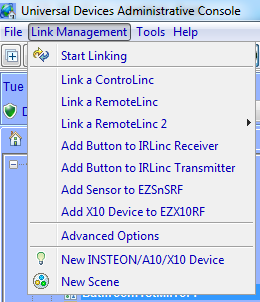 Universal Devices Administrative Console
File Link Management Tools Help
Start Linking
Tue
Link a ControLinc
Link a RemoteLinc
Link a RemoteLinc 2
Add Button to IRLinc Receiver
Add Button to IRLinc Transmitter
Add Sensor to EZSnSRF
Add X10 Device to EZX10RF
Advanced Options
New INSTEON/A10/X10 Device
New Scene